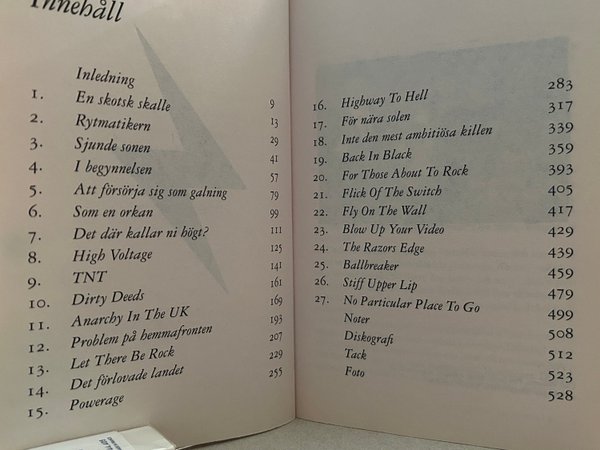 Innehåll
Inledning 9
1. En skotsk skalle 13
2. Rytmatikern 29
3. Sjunde sonen 41
4. I begynnelsen 57
5. Att försörja sig som galning 79
6. Som en orkan 99
7. Det där kallar ni högt? 111
8. High Voltage 125
9. TNT 141
10. Dirty Deeds 161
11. Anarchy In The UK 169
12. Problem på hemmafronten 193
13. Let There Be Rock 207
14. Det förlovade landet 229
15. Powerage 255
16. Highway To Hell 283
17. För nära solen 317
18. Inte den mest ambitiösa killen 339
19. Back In Black 359
20. For Those About To Rock 393
21. Flick Of The Switch 405
22. Fly On The Wall 417
23. Blow Up Your Video 429
24. The Razors Edge 439
25. Ballbreaker 459
26. Stiff Upper Lip 479
27. No Particular Place To Go 499
Noter 508
Diskografi 512
Tack 523
Foto 528